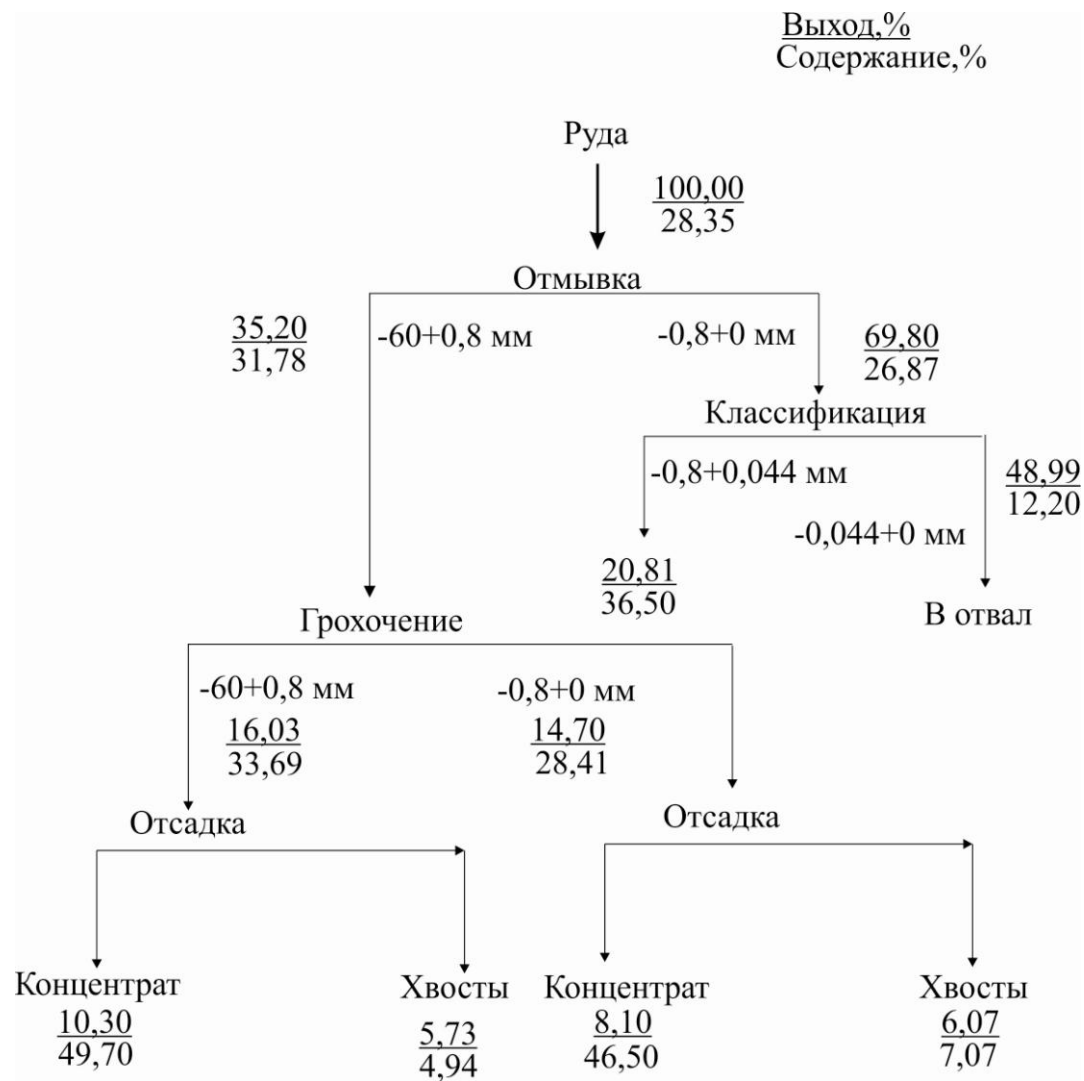 Выход,%
Содержание,%
Руда
100,00
28,35
Отмывка
35,20
31,78
-60+0,8 мм
-0,8+0 мм
69,80
26,87
Классификация
-0,8+0,044 мм
48,99
12,20
-0,044+0 мм
20,81
36,50
В отвал
Грохочение
-60+0,8 мм
16,03
33,69
-0,8+0 мм
14,70
28,41
Отсадка
Отсадка
Концентрат
10,30
49,70
Хвосты
5,73
4,94
Концентрат
8,10
46,50
Хвосты
6,07
7,07